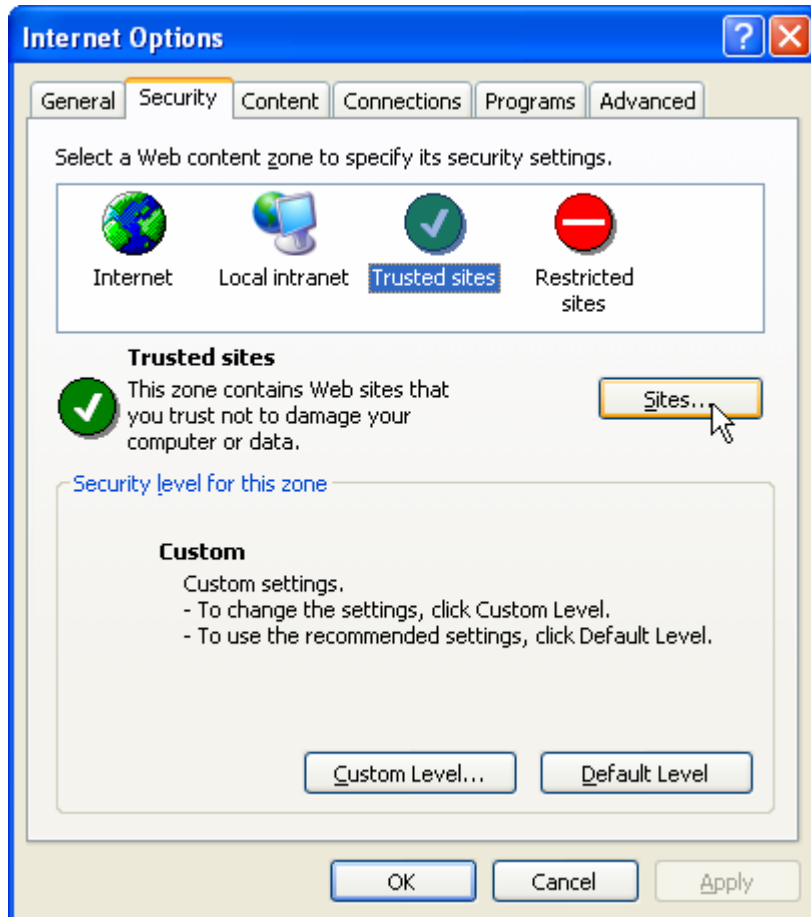 Internet Options
General Security Content Connections Programs Advanced
Select a Web content zone to specify its security settings.
Internet Local intranet Trusted sites Restricted
sites
Trusted sites
This zone contains Web sites that
you trust not to damage your
computer or data.
Sites...
Security level for this zone
Custom
Custom settings.
- To change the settings, click Custom Level.
- To use the recommended settings, click Default Level.
Custom Level... Default Level
OK Cancel Apply